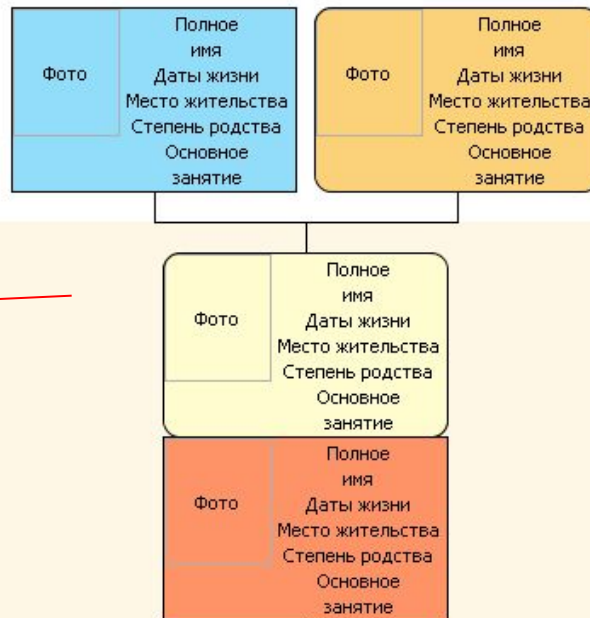 Фото
Полное
имя
Даты жизни
Место жительства
Степень родства
Основное
занятие
Фото
Полное
имя
Даты жизни
Место жительства
Степень родства
Основное
занятие
Фото
Полное
имя
Даты жизни
Место жительства
Степень родства
Основное
занятие
Фото
Полное
имя
Даты жизни
Место жительства
Степень родства
Основное
занятие